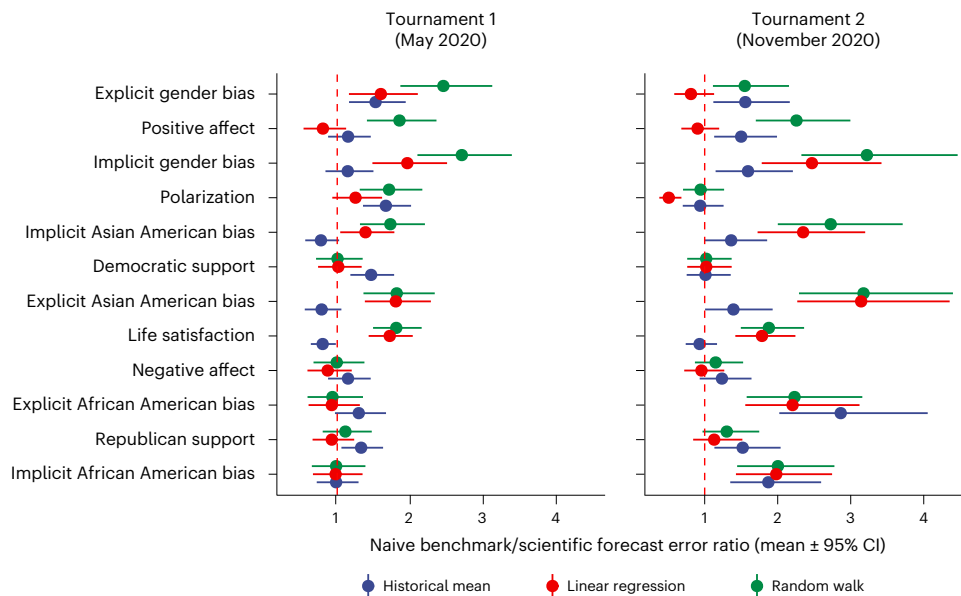 Tournament 1
(May 2020)
Tournament 2
(November 2020)
Explicit gender bias
Positive affect
Implicit gender bias
Polarization
Implicit Asian American bias
Democratic support
Explicit Asian American bias
Life satisfaction
Negative affect
Explicit African American bias
Republican support
Implicit African American bias
1 2 3 4 1 2 3 4
Naive benchmark/scientific forecast error ratio (mean ± 95% CI)
Historical mean Linear regression Random walk